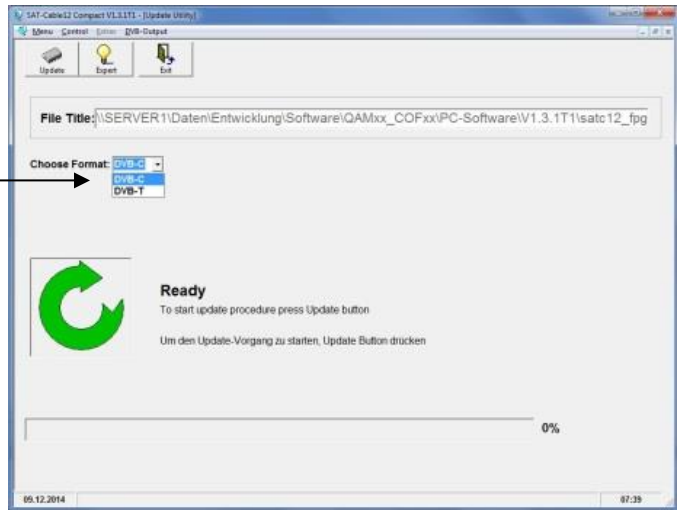 SAT-Cable12 Compact V1.3.1T1 - [Update Utility]
Menu Control Extras DVB-Output
Update Expert Exit
File Title: \\SERVER1\Daten\Entwicklung\Software\QAMxx_COFxx\PC-Software\V1.3.1T1\satc12_fpg
Choose Format: DVB-C
DVB-C
DVB-T
Ready
To start update procedure press Update button
Um den Update-Vorgang zu starten, Update Button drücken
0%
09.12.2014 07:39